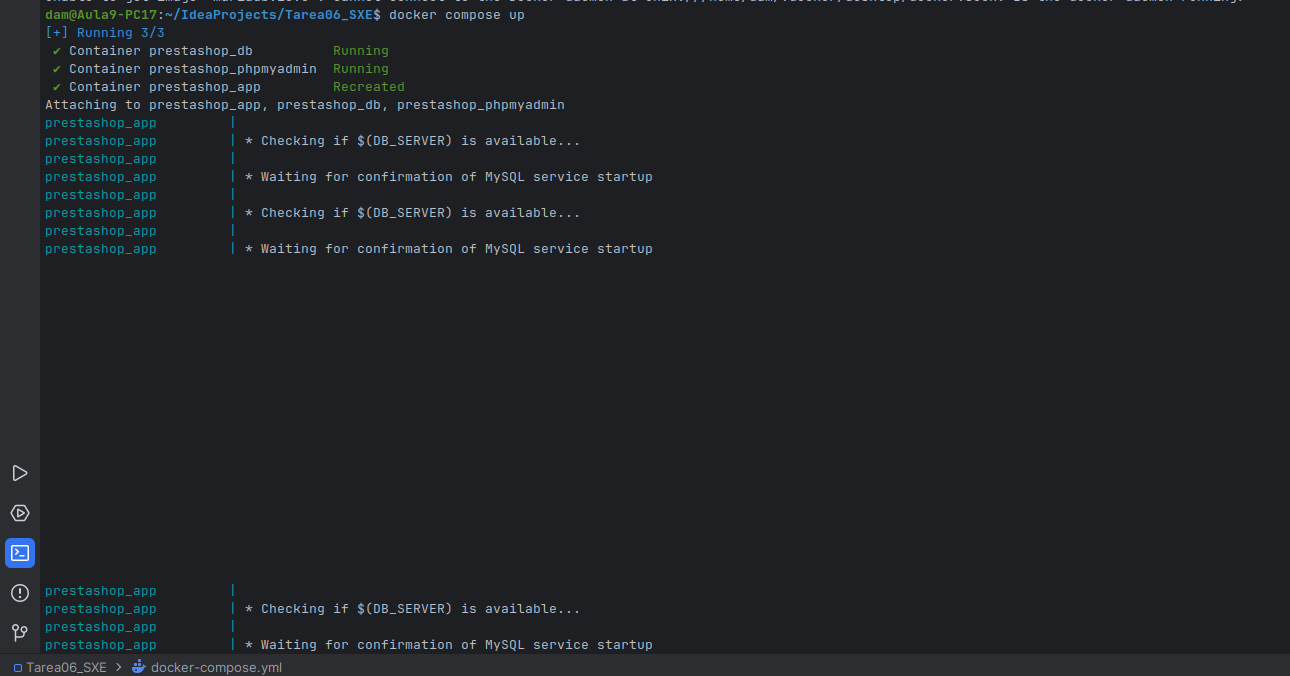 dam@Aula9-PC17:~/IdeaProjects/Tarea06_SXE$ docker compose up
[+] Running 3/3
✔ Container prestashop_db Running
✔ Container prestashop_phpmyadmin Running
✔ Container prestashop_app Recreated
Attaching to prestashop_app, prestashop_db, prestashop_phpmyadmin
prestashop_app |
prestashop_app | * Checking if $(DB_SERVER) is available...
prestashop_app |
prestashop_app | * Waiting for confirmation of MySQL service startup
prestashop_app |
prestashop_app | * Checking if $(DB_SERVER) is available...
prestashop_app |
prestashop_app | * Waiting for confirmation of MySQL service startup
prestashop_app |
prestashop_app | * Checking if $(DB_SERVER) is available...
prestashop_app |
prestashop_app | * Waiting for confirmation of MySQL service startup
Tarea06_SXE > docker-compose.yml